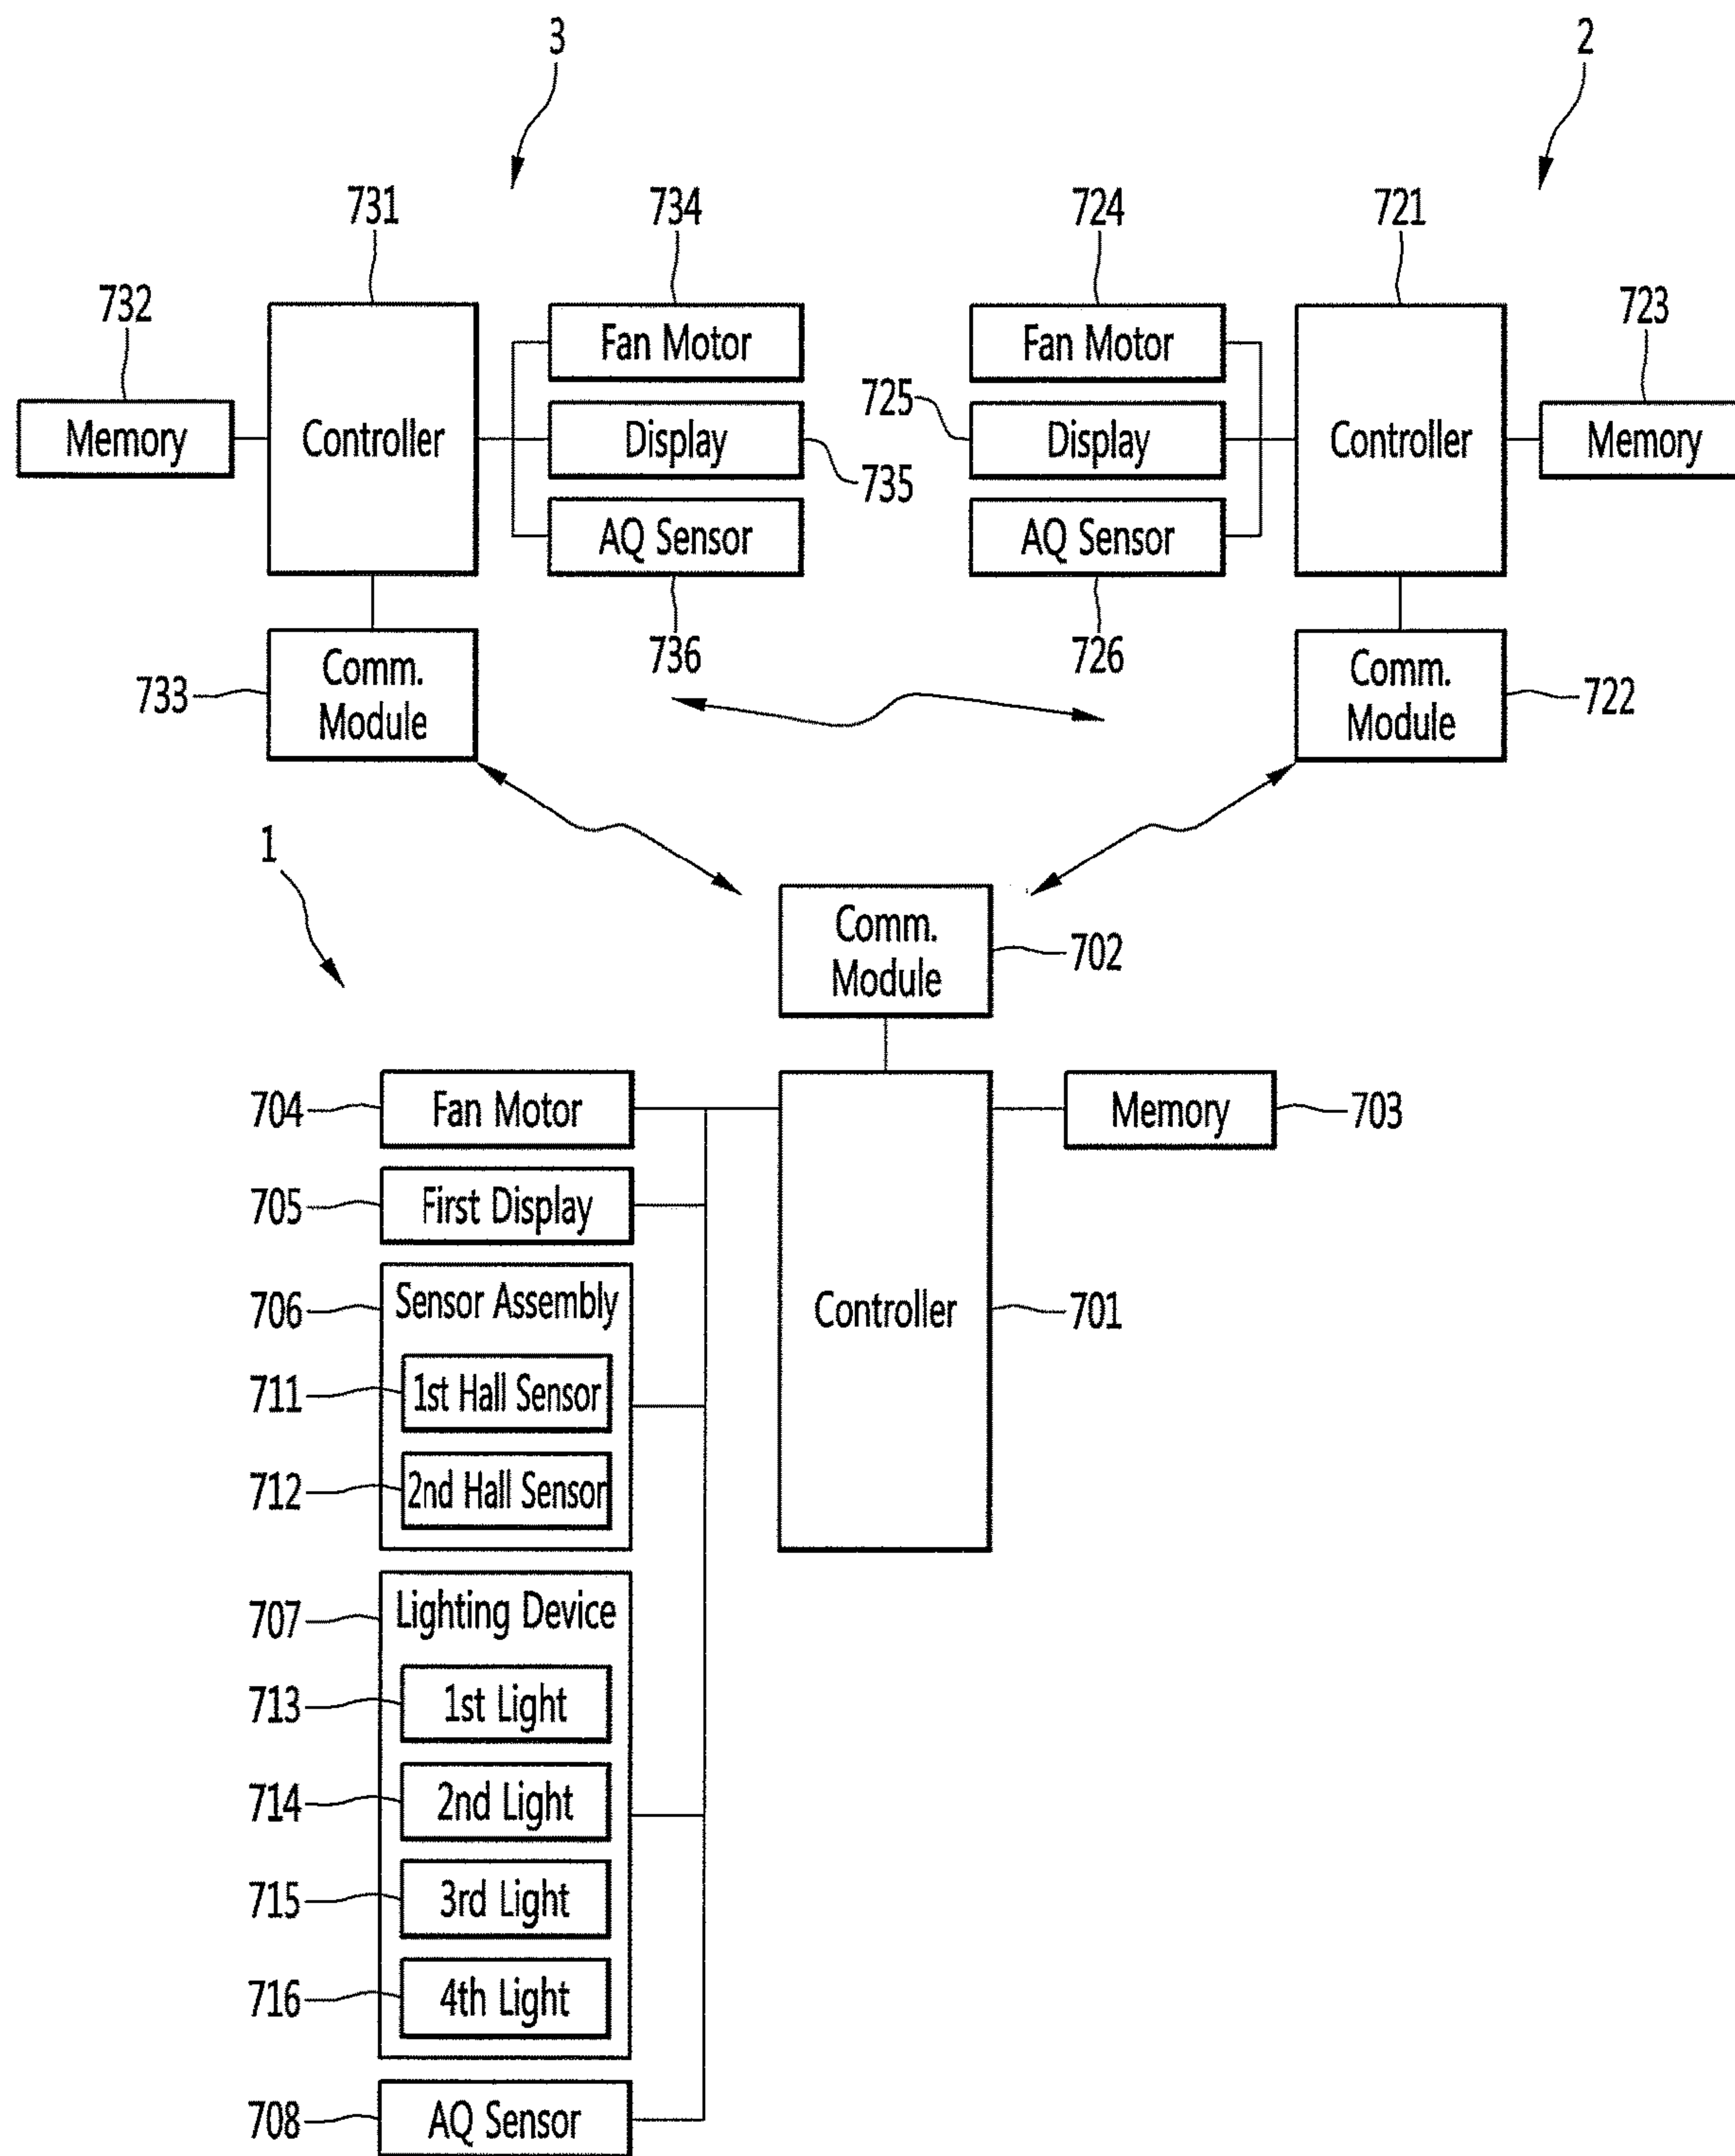 3
2
731
734
724
721
732
723
Fan Motor
Fan Motor
725
Memory
Controller
Display
Display
Controller
Memory
735
AQ Sensor
AQ Sensor
736
726
733
Comm.
Module
Comm.
Module
722
1
Comm.
Module
702
704
Fan Motor
Memory
703
705
First Display
706
Sensor Assembly
Controller
701
711
1st Hall Sensor
712
2nd Hall Sensor
707
Lighting Device
713
1st Light
714
2nd Light
715
3rd Light
716
4th Light
708
AQ Sensor